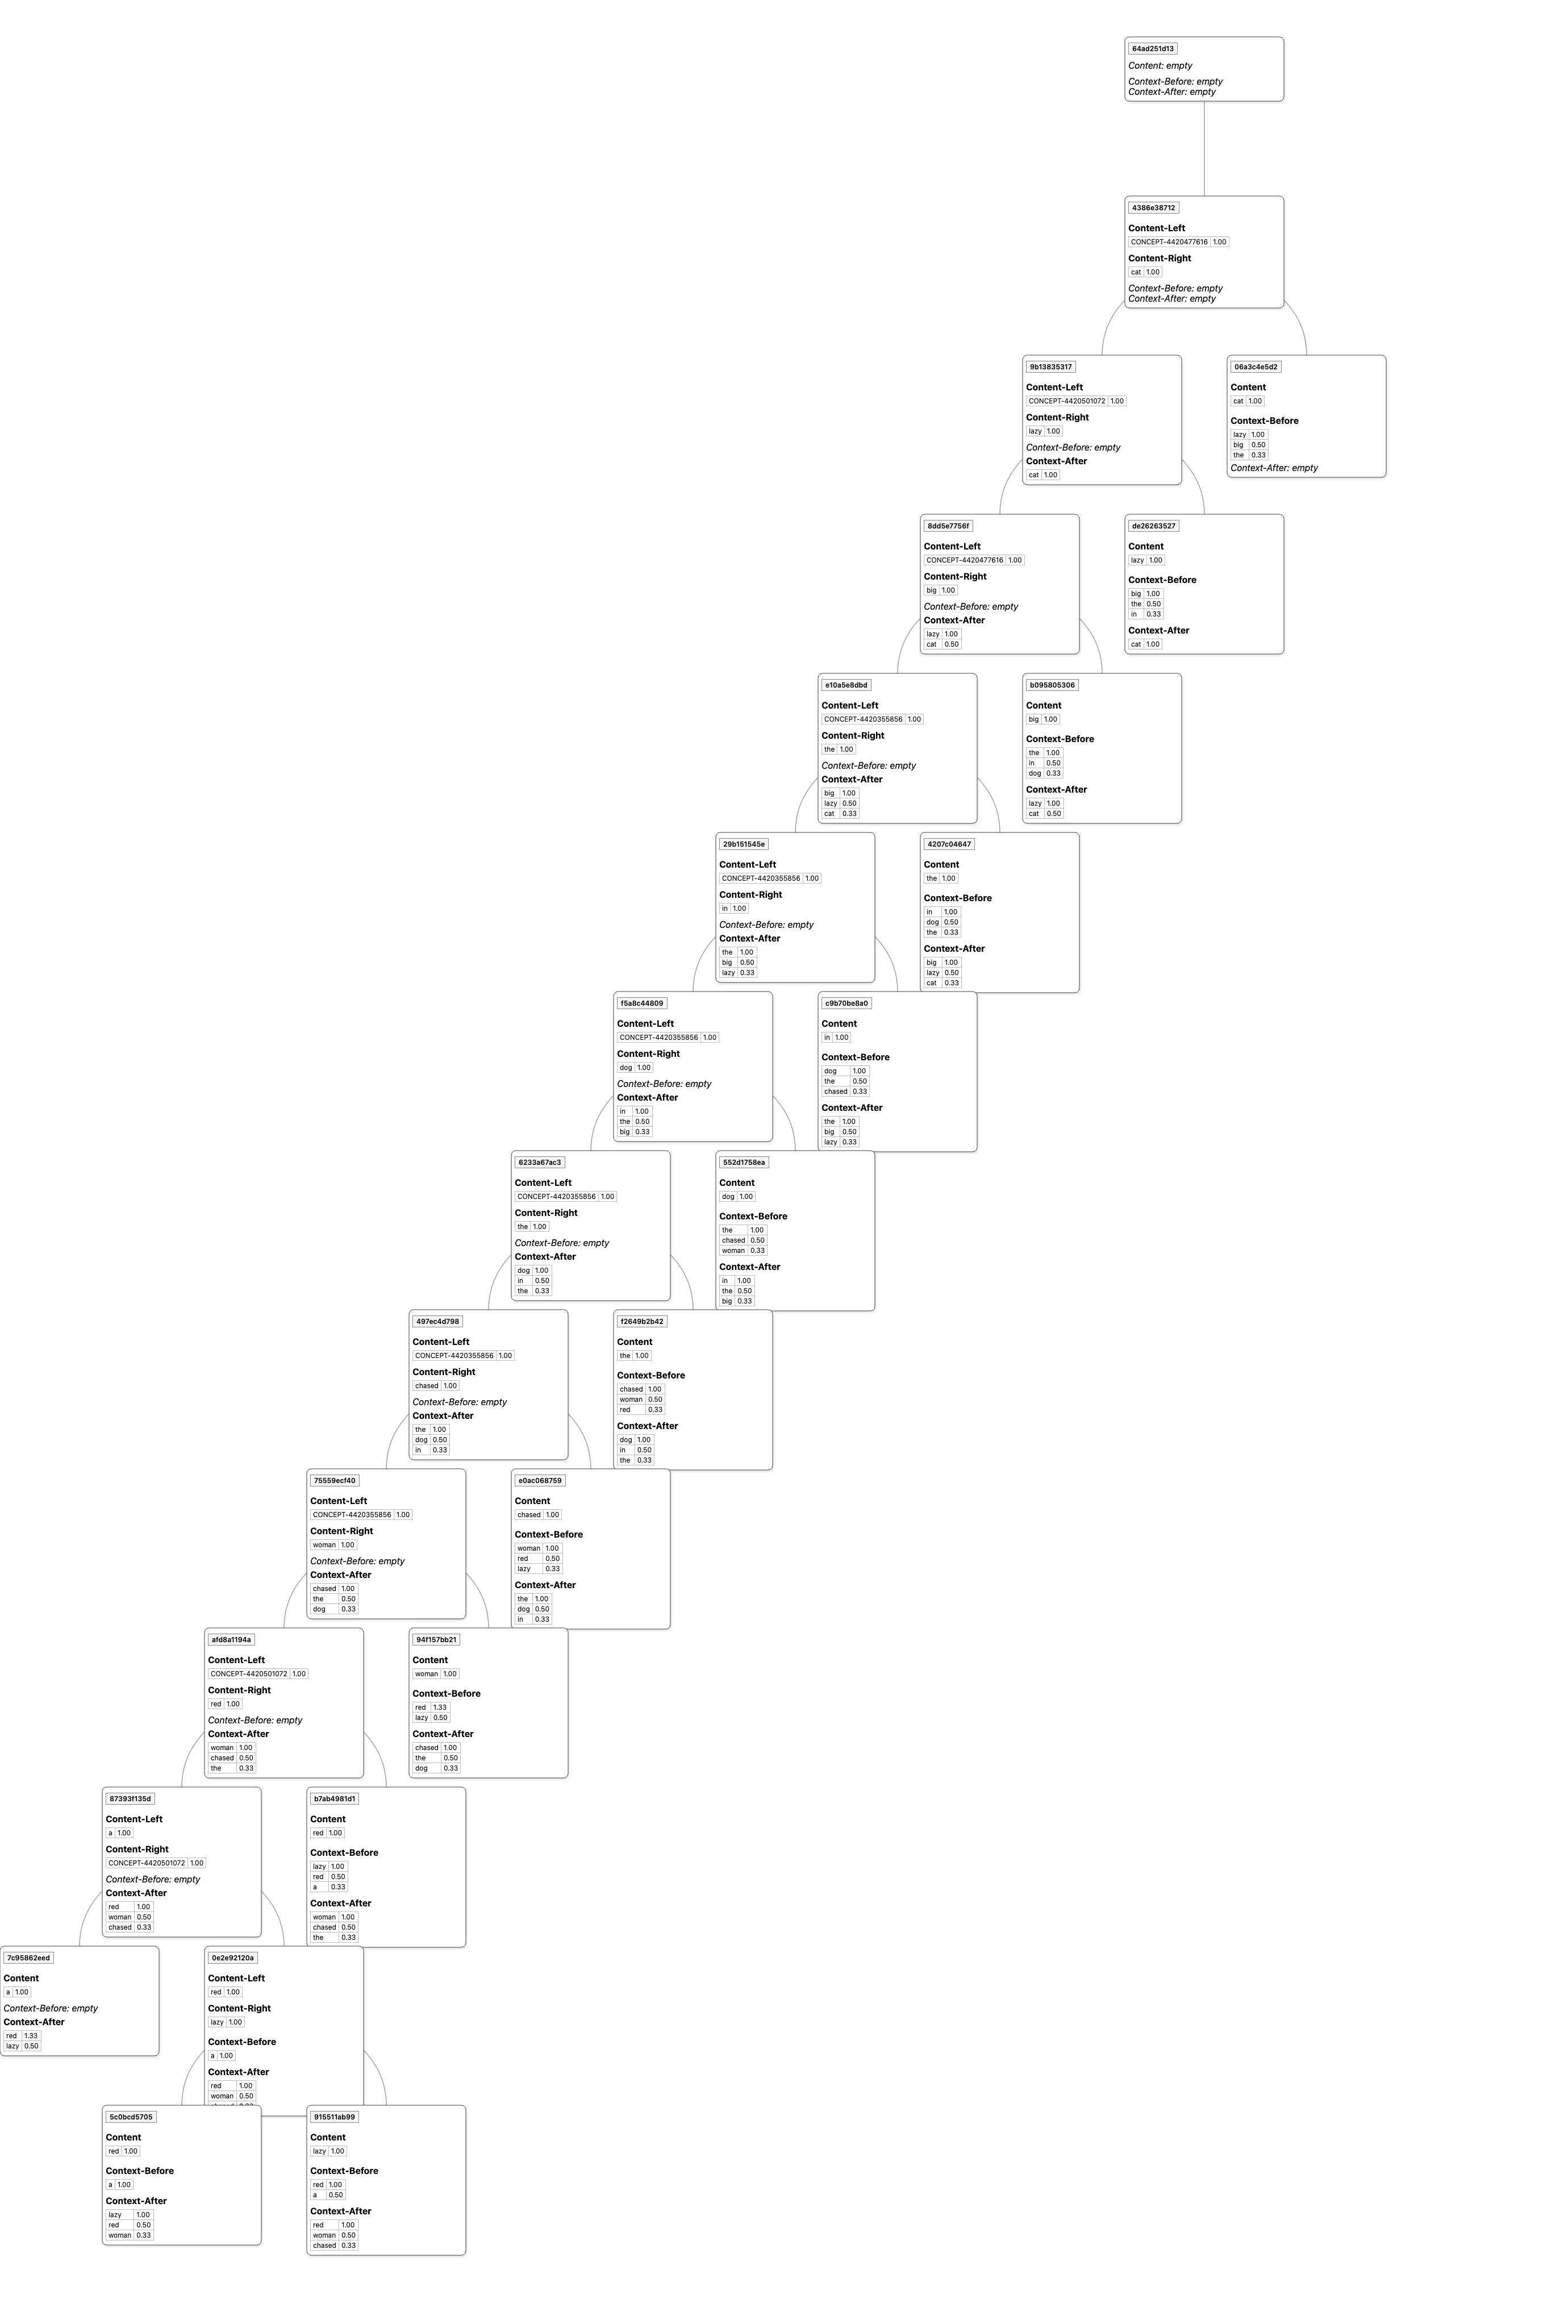 64ad251d13
Content: empty
Context-Before: empty
Context-After: empty
4386e38712
Content-Left
CONCEPT-4420477616 1.00
Content-Right
cat 1.00
Context-Before: empty
Context-After: empty
9b13835317
Content-Left
CONCEPT-4420501072 1.00
Content-Right
lazy 1.00
Context-Before: empty
Context-After
cat 1.00
06a3c4e5d2
Content
cat 1.00
Context-Before
lazy 1.00
big 0.50
the 0.33
Context-After: empty
8dd5e7756f
Content-Left
CONCEPT-4420477616 1.00
Content-Right
big 1.00
Context-Before: empty
Context-After
lazy 1.00
cat 0.50
de26263527
Content
lazy 1.00
Context-Before
big 1.00
the 0.50
in 0.33
Context-After
cat 1.00
e10a5e8dbd
Content-Left
CONCEPT-4420355856 1.00
Content-Right
the 1.00
Context-Before: empty
Context-After
big 1.00
lazy 0.50
cat 0.33
b095805306
Content
big 1.00
Context-Before
the 1.00
in 0.50
dog 0.33
Context-After
lazy 1.00
cat 0.50
29b151545e
Content-Left
CONCEPT-4420355856 1.00
Content-Right
in 1.00
Context-Before: empty
Context-After
the 1.00
big 0.50
lazy 0.33
4207c04647
Content
the 1.00
Context-Before
in 1.00
dog 0.50
the 0.33
Context-After
big 1.00
lazy 0.50
cat 0.33
f5a8c44809
Content-Left
CONCEPT-4420355856 1.00
Content-Right
dog 1.00
Context-Before: empty
Context-After
in 1.00
the 0.50
big 0.33
c9b70be8a0
Content
in 1.00
Context-Before
dog 1.00
the 0.50
chased 0.33
Context-After
the 1.00
big 0.50
lazy 0.33
6233a67ac3
Content-Left
CONCEPT-4420355856 1.00
Content-Right
the 1.00
Context-Before: empty
Context-After
dog 1.00
in 0.50
the 0.33
552d1758ea
Content
dog 1.00
Context-Before
the 1.00
chased 0.50
woman 0.33
Context-After
in 1.00
the 0.50
big 0.33
497ec4d798
Content-Left
CONCEPT-4420355856 1.00
Content-Right
chased 1.00
Context-Before: empty
Context-After
the 1.00
dog 0.50
in 0.33
f2649b2b42
Content
the 1.00
Context-Before
chased 1.00
woman 0.50
red 0.33
Context-After
dog 1.00
in 0.50
the 0.33
75559ecf40
Content-Left
CONCEPT-4420355856 1.00
Content-Right
woman 1.00
Context-Before: empty
Context-After
chased 1.00
the 0.50
dog 0.33
e0ac068759
Content
chased 1.00
Context-Before
woman 1.00
red 0.50
lazy 0.33
Context-After
the 1.00
dog 0.50
in 0.33
afd8a1194a
Content-Left
CONCEPT-4420501072 1.00
Content-Right
red 1.00
Context-Before: empty
Context-After
woman 1.00
chased 0.50
the 0.33
94f157bb21
Content
woman 1.00
Context-Before
red 1.33
lazy 0.50
Context-After
chased 1.00
the 0.50
dog 0.33
87393f135d
Content-Left
a 1.00
Content-Right
CONCEPT-4420501072 1.00
Context-Before: empty
Context-After
red 1.00
woman 0.50
chased 0.33
b7ab4981d1
Content
red 1.00
Context-Before
lazy 1.00
red 0.50
a 0.33
Context-After
woman 1.00
chased 0.50
the 0.33
7c95862eed
Content
a 1.00
Context-Before: empty
Context-After
red 1.33
lazy 0.50
0e2e92120a
Content-Left
red 1.00
Content-Right
lazy 1.00
Context-Before
a 1.00
Context-After
red 1.00
woman 0.50
5c0bcd5705
Content
red 1.00
Context-Before
a 1.00
Context-After
lazy 1.00
red 0.50
woman 0.33
915511ab99
Content
lazy 1.00
Context-Before
red 1.00
a 0.50
Context-After
red 1.00
woman 0.50
chased 0.33